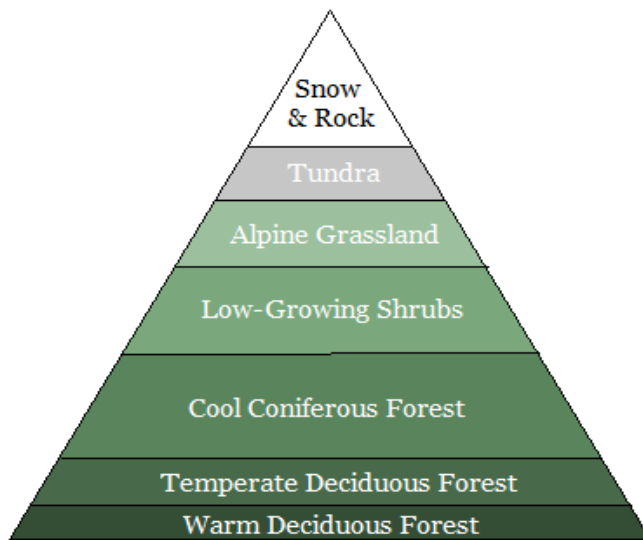 Snow
& Rock
Tundra
Alpine Grassland
Low-Growing Shrubs
Cool Coniferous Forest
Temperate Deciduous Forest
Warm Deciduous Forest